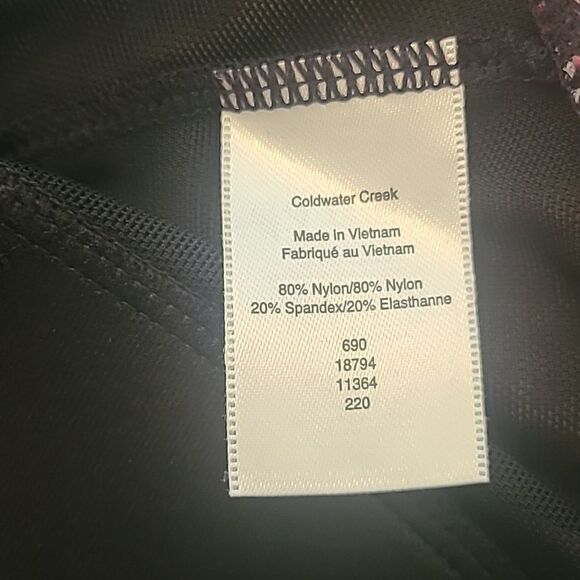 Coldwater Creek
Made in Vietnam
Fabriqué au Vietnam
80% Nylon/80% Nylon
20% Spandex/20% Elasthanne
690
18794
11364
220